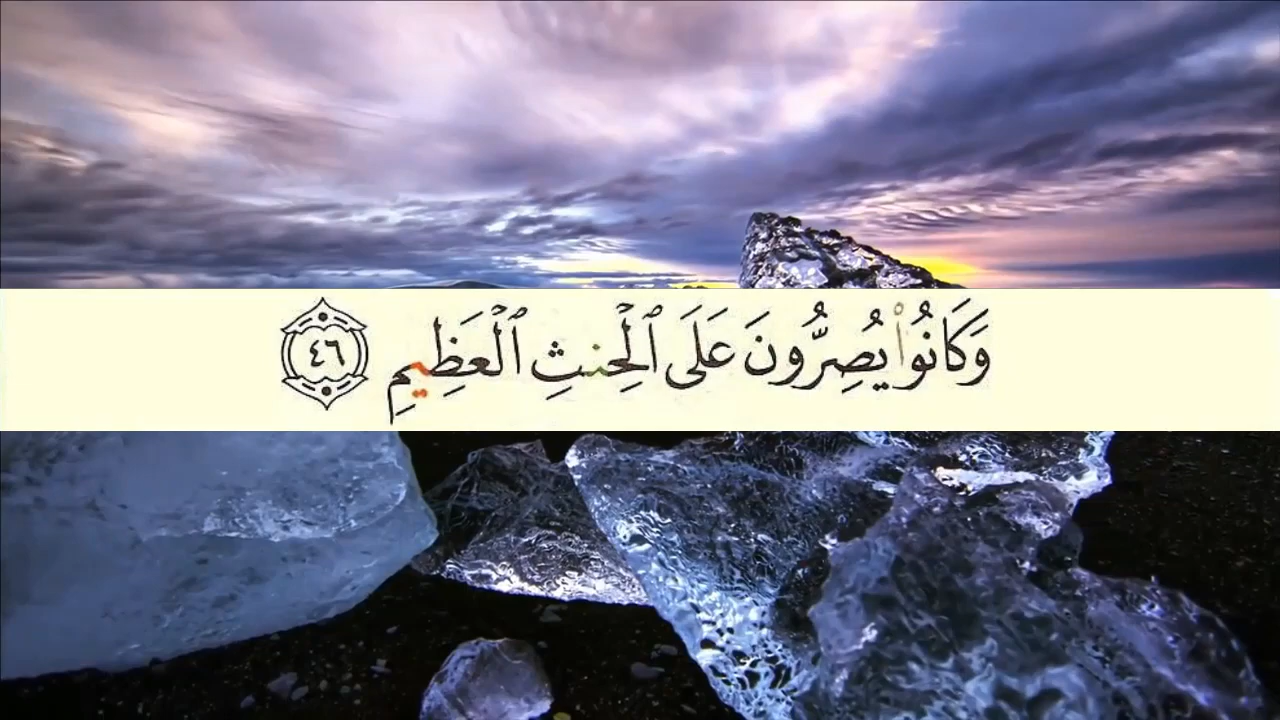 وَكَانُوا۟ يُصِرُّونَ عَلَى ٱلْحِنثِ ٱلْعَظِيمِ ٤٦